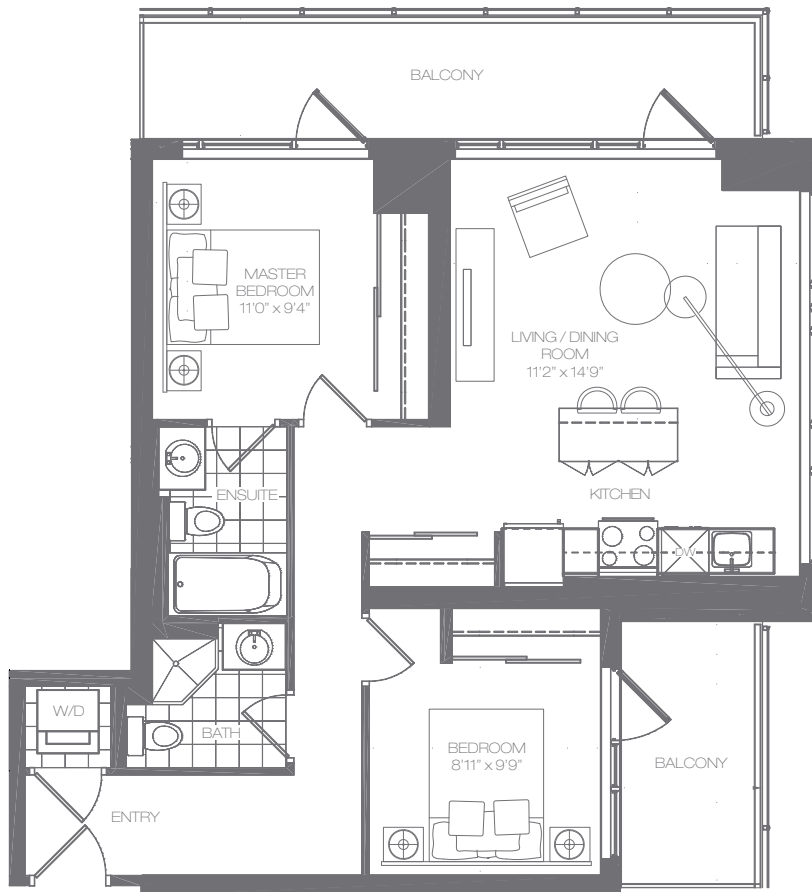 BALCONY
MASTER
BEDROOM
11'0" x 9'4"
LIVING / DINING
ROOM
11'2" x 14'9"
ENSUITE
KITCHEN
DW
W/D
BATH
BEDROOM
8'11" x 9'9"
BALCONY
ENTRY